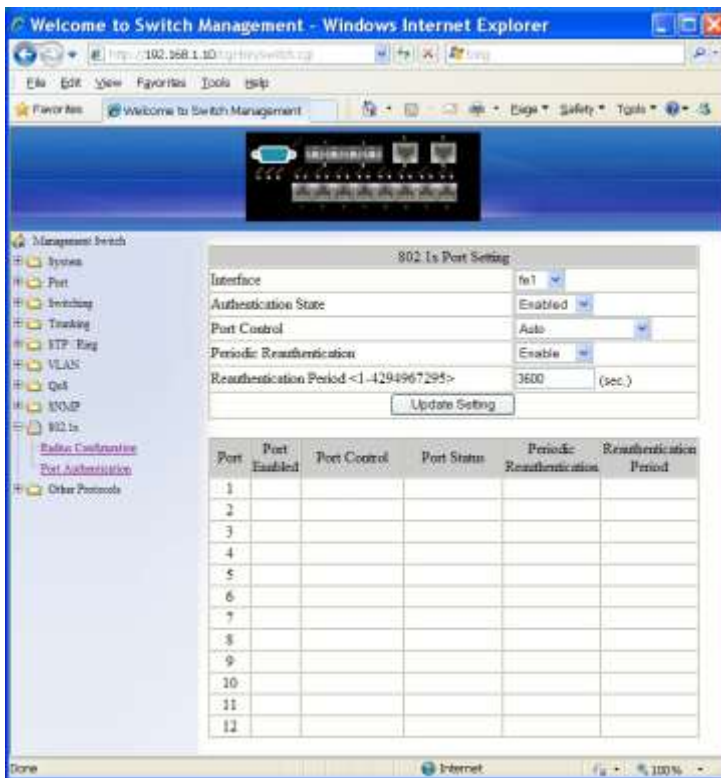 Welcome to Switch Management - Windows Internet Explorer
192.168.1.10
File Edit View Favorites Tools Help
Favorites Welcome to Switch Management Page Safety Tools
Management Switch
System
Port
Switching
Trunking
STP Ring
VLAN
QoS
SNMP
802.1x
Radius Configuration
Port Authentication
Other Protocols
802.1x Port Setting
Interface fe1
Authentication State Enabled
Port Control Auto
Periodic Reauthentication Enable
Reauthentication Period <1-4294967295> 3600 (sec.)
Update Setting
Port Port Enabled Port Control Port Status Periodic Reauthentication Reauthentication Period
1
2
3
4
5
6
7
8
9
10
11
12
Done Internet 100%